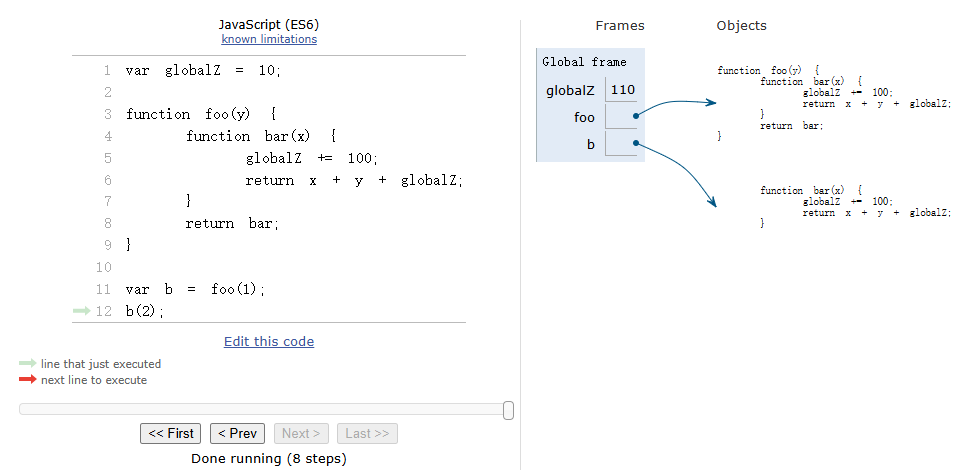 JavaScript (ES6)
known limitations
1 var globalZ = 10;
2
3 function foo(y) {
4 function bar(x) {
5 globalZ += 100;
6 return x + y + globalZ;
7 }
8 return bar;
9 }
10
11 var b = foo(1);
12 b(2);
Edit this code
line that just executed
next line to execute
<< First < Prev Next > Last >>
Done running (8 steps)
Frames Objects
Global frame
globalZ 110
foo
b
function foo(y) {
function bar(x) {
globalZ += 100;
return x + y + globalZ;
}
return bar;
}
function bar(x) {
globalZ += 100;
return x + y + globalZ;
}